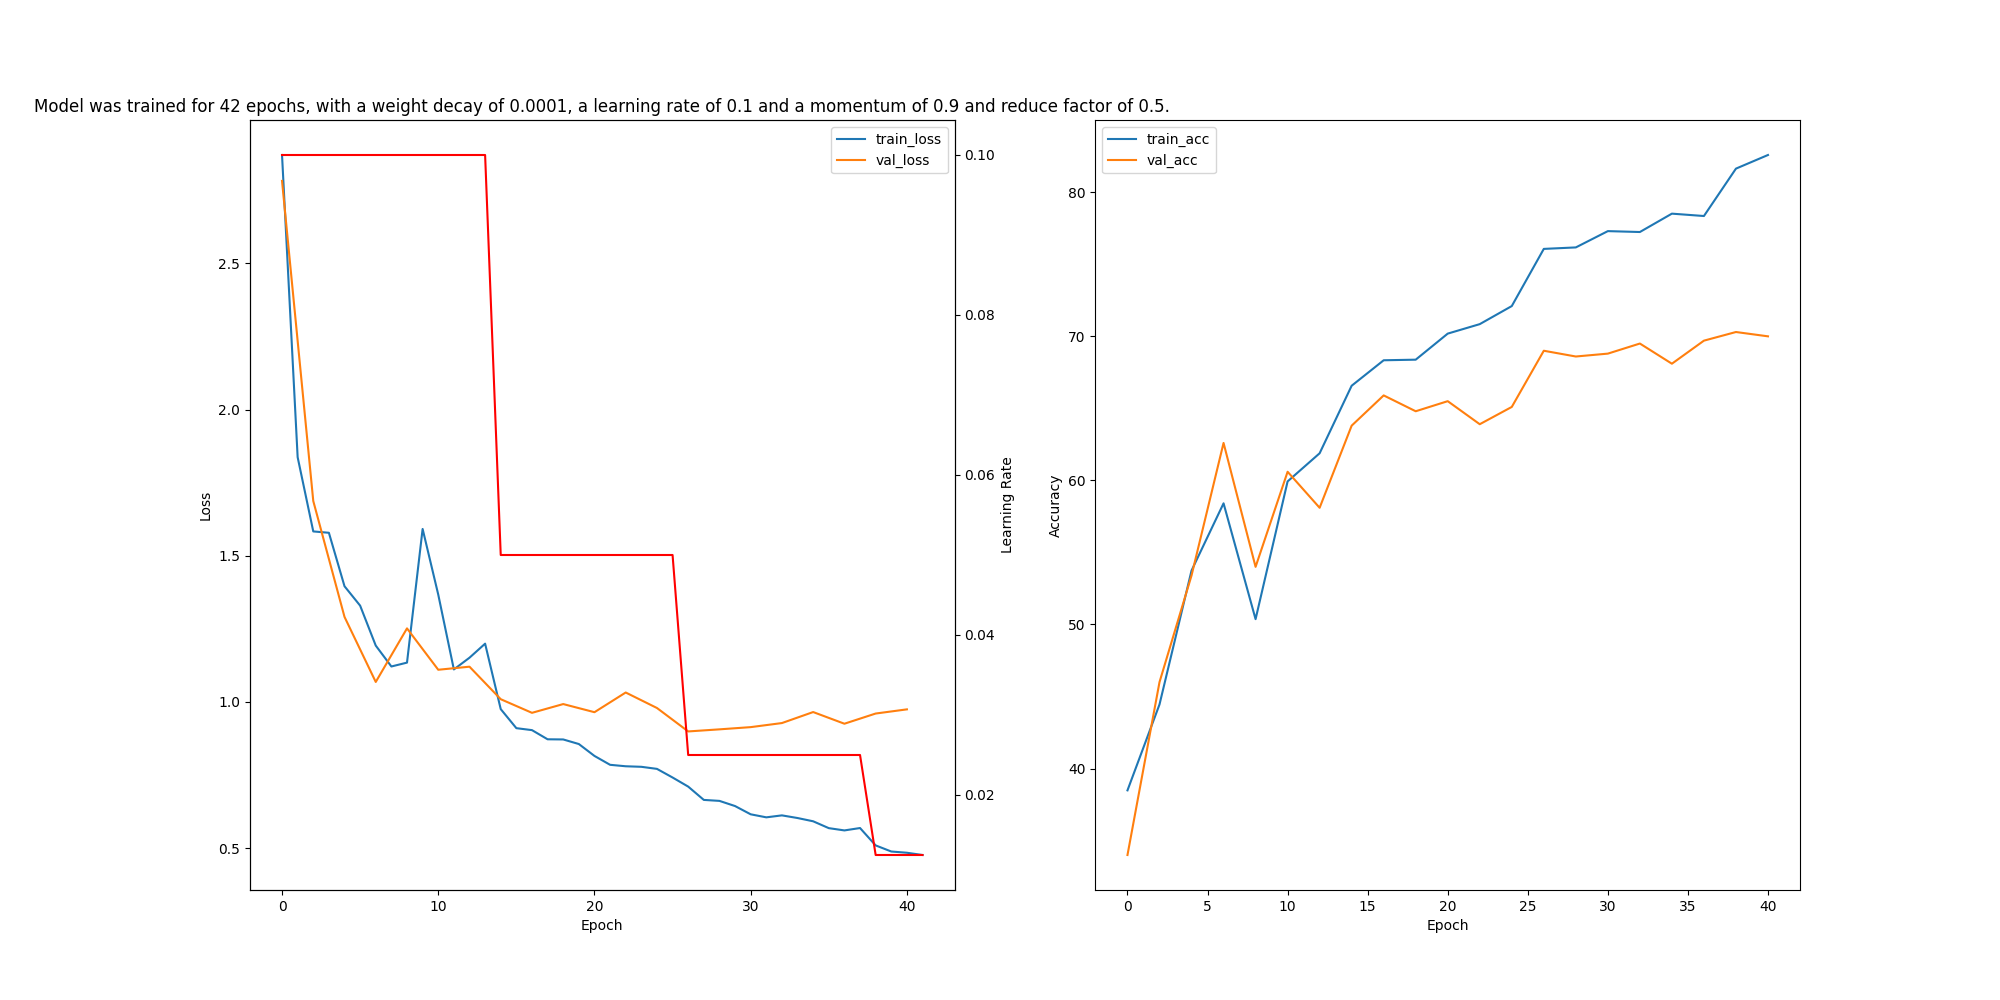 Model was trained for 42 epochs, with a weight decay of 0.0001, a learning rate of 0.1 and a momentum of 0.9 and reduce factor of 0.5.
train_loss
val_loss
2.5
2.0
1.5
1.0
0.5
Loss
0 10 20 30 40
Epoch
0.10
0.08
0.06
0.04
0.02
Learning Rate
train_acc
val_acc
80
70
60
50
40
Accuracy
0 5 10 15 20 25 30 35 40
Epoch